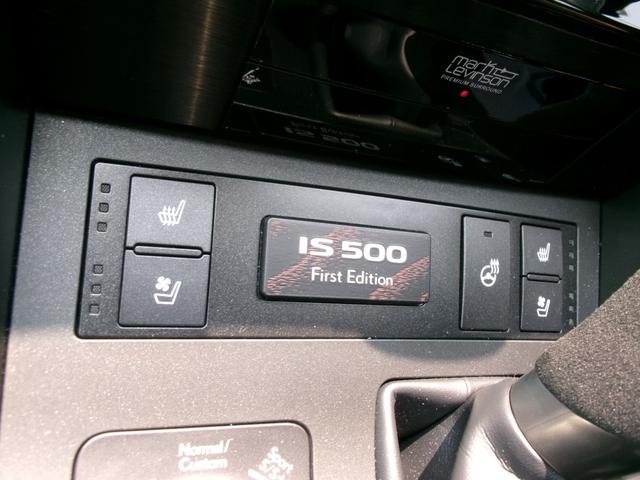 mark
Levinson
PREMIUM SURROUND
IS 500
First Edition
Normal/
Custom
Sport
S/S+